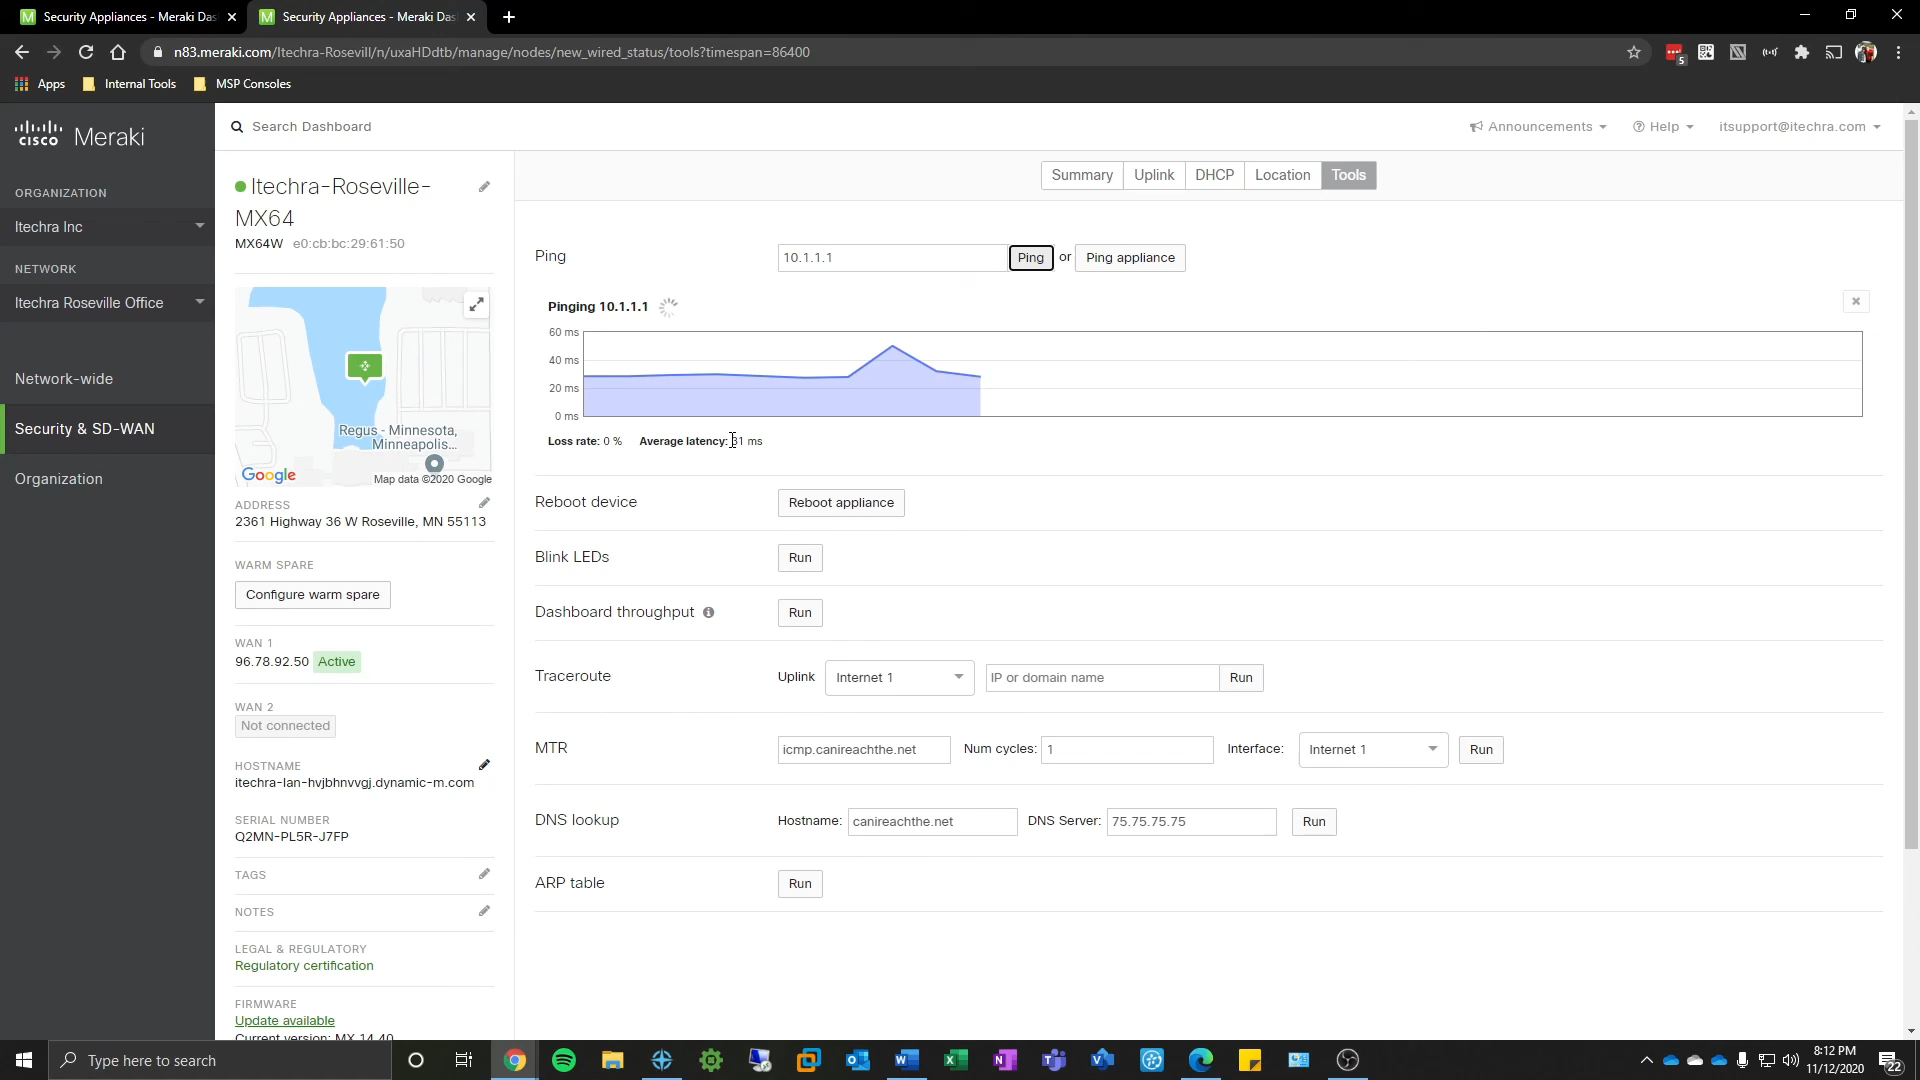 Security Appliances - Meraki Das
Security Appliances - Meraki Das
n83.meraki.com/Itechra-Rosevill/n/uxaHDdtb/manage/nodes/new_wired_status/tools?timespan=86400
5
Apps
Internal Tools
MSP Consoles
cisco Meraki
Search Dashboard
Announcements
Help
itsupport@itechra.com
ORGANIZATION
Itechra Inc
NETWORK
Itechra Roseville Office
Network-wide
Security & SD-WAN
Organization
Itechra-Roseville-
MX64
MX64W e0:cb:bc:29:61:50
Regus - Minnesota,
Minneapolis...
Google
Map data ©2020 Google
ADDRESS
2361 Highway 36 W Roseville, MN 55113
WARM SPARE
Configure warm spare
WAN 1
96.78.92.50 Active
WAN 2
Not connected
HOSTNAME
itechra-lan-hvjbhnvvgj.dynamic-m.com
SERIAL NUMBER
Q2MN-PL5R-J7FP
TAGS
NOTES
LEGAL & REGULATORY
Regulatory certification
FIRMWARE
Update available
Current version: MX 14.40
Summary Uplink DHCP Location Tools
Ping 10.1.1.1 Ping or Ping appliance
Pinging 10.1.1.1
60 ms
40 ms
20 ms
0 ms
Loss rate: 0 % Average latency: 31 ms
Reboot device Reboot appliance
Blink LEDs Run
Dashboard throughput Run
Traceroute Uplink Internet 1 IP or domain name Run
MTR icmp.canireachthe.net Num cycles: 1 Interface: Internet 1 Run
DNS lookup Hostname: canireachthe.net DNS Server: 75.75.75.75 Run
ARP table Run
Type here to search
8:12 PM
11/12/2020
22